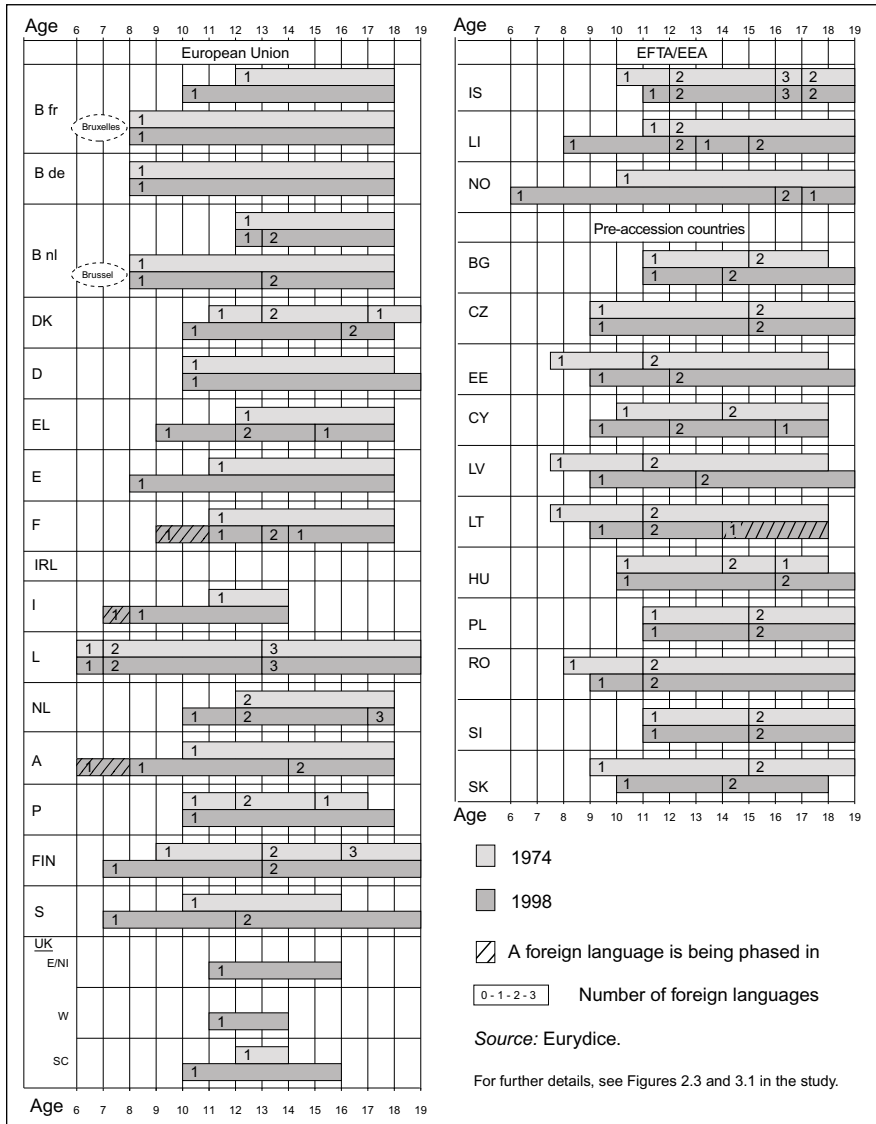 Age 6 7 8 9 10 11 12 13 14 15 16 17 18 19
European Union
B fr
1
1
Bruxelles
1
1
B de
1
1
B nl
1
1 2
Brussel
1
1 2
DK
1 2 1
1 2
D
1
1
EL
1
1 2 1
E
1
1
F
1
1 1 2 1
IRL
I
1
1 1
L
1 2 3
1 2 3
NL
2
1 2 3
A
1
1 1 2
P
1 2 1
1
FIN
1 2 3
1 2
S
1
1 2
UK
E/NI
1
W
1
SC
1
1
Age 6 7 8 9 10 11 12 13 14 15 16 17 18 19
Age 6 7 8 9 10 11 12 13 14 15 16 17 18 19
EFTA/EEA
IS
1 2 3 2
1 2 3 2
LI
1 2
1 2 1 2
NO
1
1 2 1
Pre-accession countries
BG
1 2
1 2
CZ
1 2
1 2
EE
1 2
1 2
CY
1 2
1 2 1
LV
1 2
1 2
LT
1 2
1 2 1
HU
1 2 1
1 2
PL
1 2
1 2
RO
1 2
1 2
SI
1 2
1 2
SK
1 2
1 2
Age 6 7 8 9 10 11 12 13 14 15 16 17 18 19
1974
1998
A foreign language is being phased in
0 - 1 - 2 - 3 Number of foreign languages
Source: Eurydice.
For further details, see Figures 2.3 and 3.1 in the study.